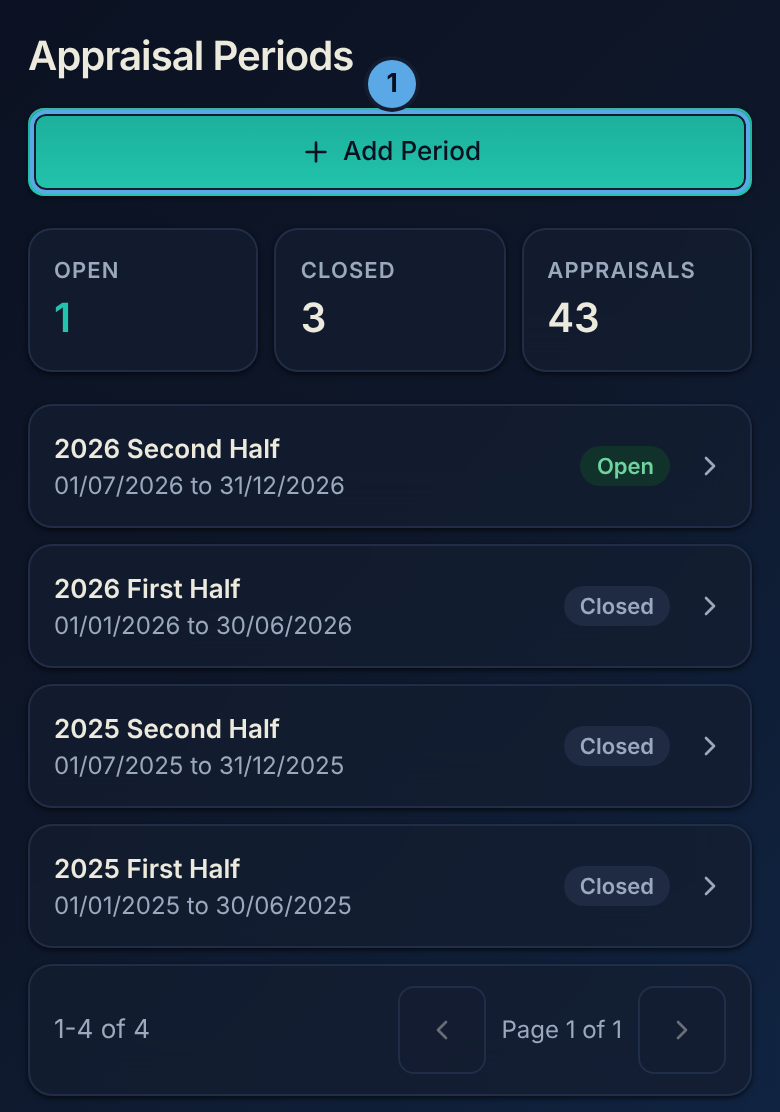 Appraisal Periods
1
+ Add Period
OPEN
1
CLOSED
3
APPRAISALS
43
2026 Second Half
01/07/2026 to 31/12/2026
Open
2026 First Half
01/01/2026 to 30/06/2026
Closed
2025 Second Half
01/07/2025 to 31/12/2025
Closed
2025 First Half
01/01/2025 to 30/06/2025
Closed
1-4 of 4
Page 1 of 1